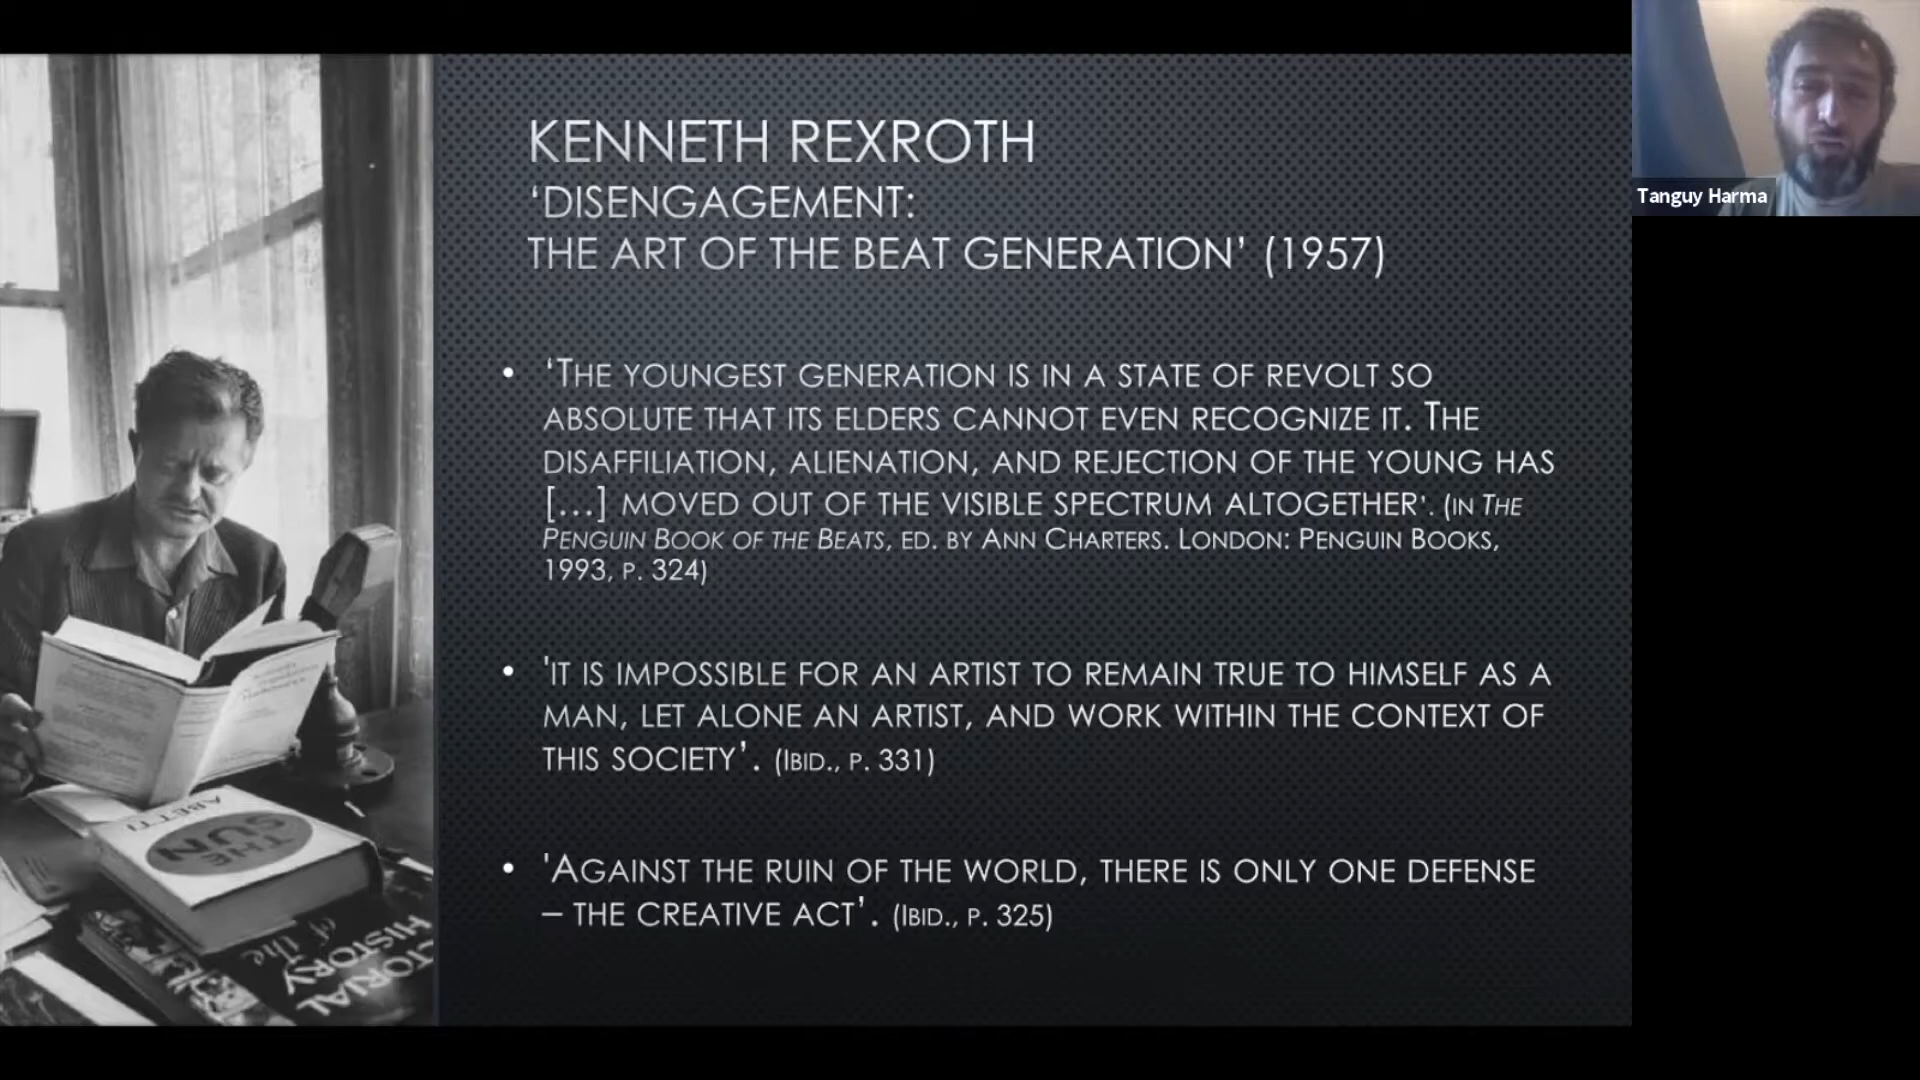 KENNETH REXROTH
‘DISENGAGEMENT:
THE ART OF THE BEAT GENERATION’ (1957)
• ‘THE YOUNGEST GENERATION IS IN A STATE OF REVOLT SO
ABSOLUTE THAT ITS ELDERS CANNOT EVEN RECOGNIZE IT. THE
DISAFFILIATION, ALIENATION, AND REJECTION OF THE YOUNG HAS
[…] MOVED OUT OF THE VISIBLE SPECTRUM ALTOGETHER’. (IN THE
PENGUIN BOOK OF THE BEATS, ED. BY ANN CHARTERS. LONDON: PENGUIN BOOKS,
1993, P. 324)
• 'IT IS IMPOSSIBLE FOR AN ARTIST TO REMAIN TRUE TO HIMSELF AS A
MAN, LET ALONE AN ARTIST, AND WORK WITHIN THE CONTEXT OF
THIS SOCIETY’. (IBID., P. 331)
• 'AGAINST THE RUIN OF THE WORLD, THERE IS ONLY ONE DEFENSE
– THE CREATIVE ACT’. (IBID., P. 325)
Tanguy Harma
ABETTI
THE
SUN
HISTORY
of the